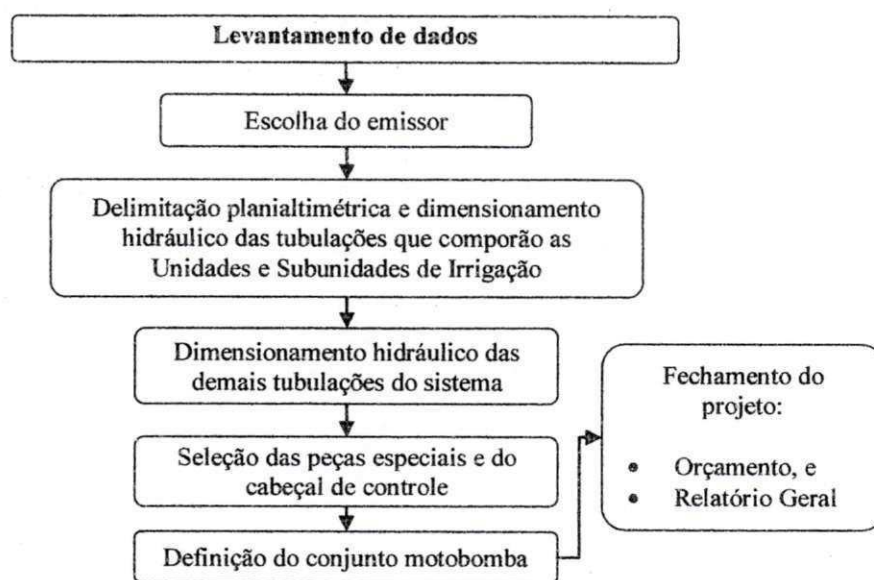 Levantamento de dados
Escolha do emissor
Delimitação planialtimétrica e dimensionamento
hidráulico das tubulações que comporão as
Unidades e Subunidades de Irrigação
Dimensionamento hidráulico das
demais tubulações do sistema
Seleção das peças especiais e do
cabeçal de controle
Definição do conjunto motobomba
Fechamento do
projeto:
• Orçamento, e
• Relatório Geral